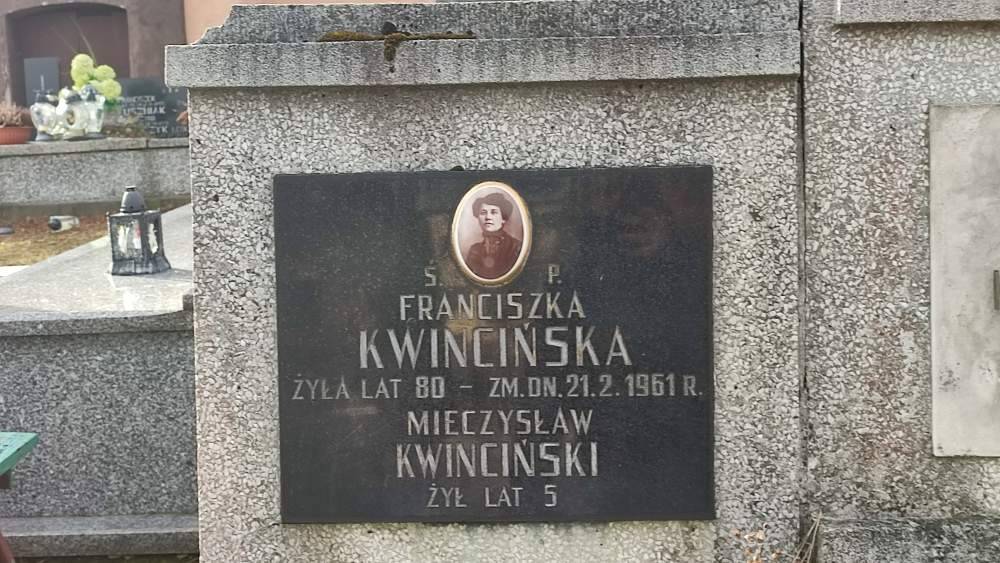 Ś. P.
FRANCISZKA
KWINCIŃSKA
ŻYŁA LAT 80 – ZM. DN. 21.2.1961 R.
MIECZYSŁAW
KWINCIŃSKI
ŻYŁ LAT 5